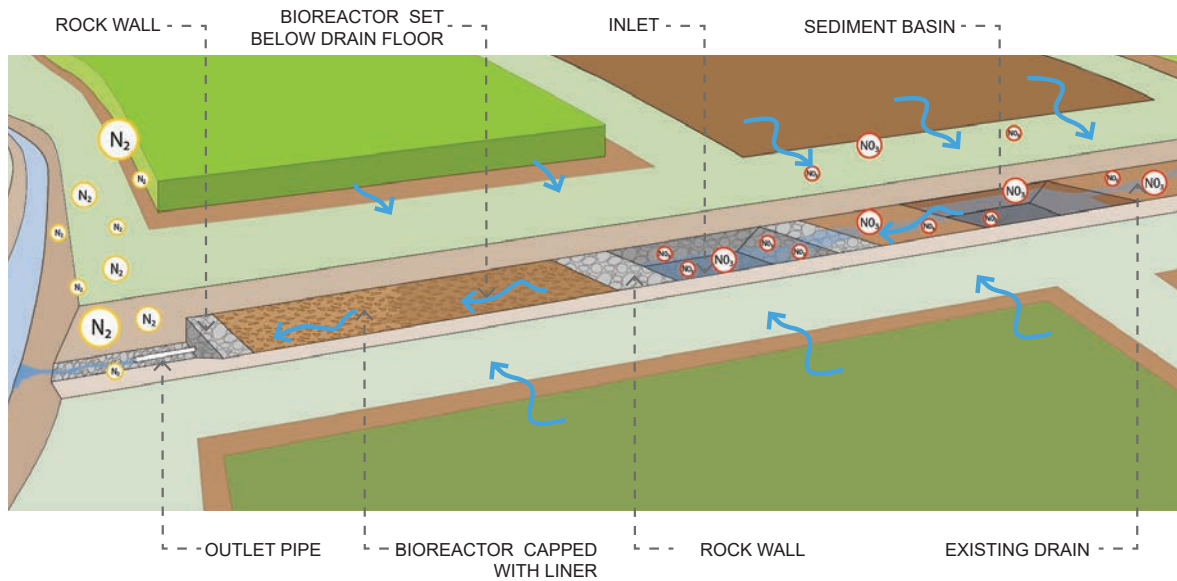 ROCK WALL
BIOREACTOR SET
BELOW DRAIN FLOOR
INLET
SEDIMENT BASIN
N₂
NO₃
NO₃
NO₃
N₂
NO₃
NO₃
NO₃
N₂
NO₃
NO₃
N₂
NO₃
NO₃
N₂
NO₃
NO₃
N₂
NO₃
NO₃
N₂
N₂
N₂
N₂
OUTLET PIPE
BIOREACTOR CAPPED
WITH LINER
ROCK WALL
EXISTING DRAIN